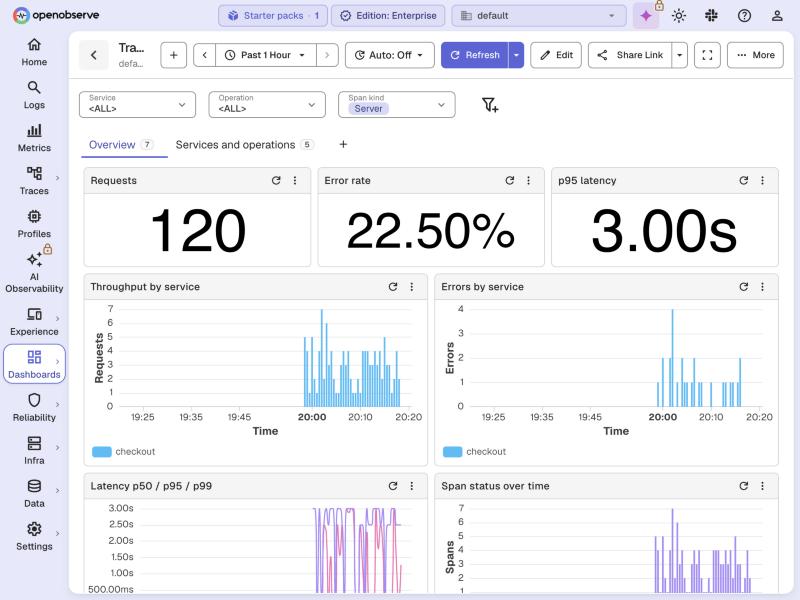 openobserve
Starter packs · 1
Edition: Enterprise
default
Home
Logs
Metrics
Traces
Profiles
AI
Observability
Experience
Dashboards
Reliability
Infra
Data
Settings
Tra...
defa...
Past 1 Hour
Auto: Off
Refresh
Edit
Share Link
More
Service
<ALL>
Operation
<ALL>
Span kind
Server
Overview 7
Services and operations 5
Requests
120
Error rate
22.50%
p95 latency
3.00s
Throughput by service
Requests
7
6
5
4
3
2
1
0
19:25 19:35 19:45 20:00 20:10 20:20
Time
checkout
Errors by service
Errors
4
3
2
1
0
19:25 19:35 19:45 20:00 20:10 20:20
Time
checkout
Latency p50 / p95 / p99
3.00s
2.50s
2.00s
1.50s
1.00s
500.00ms
Span status over time
Spans
7
6
5
4
3
2
1